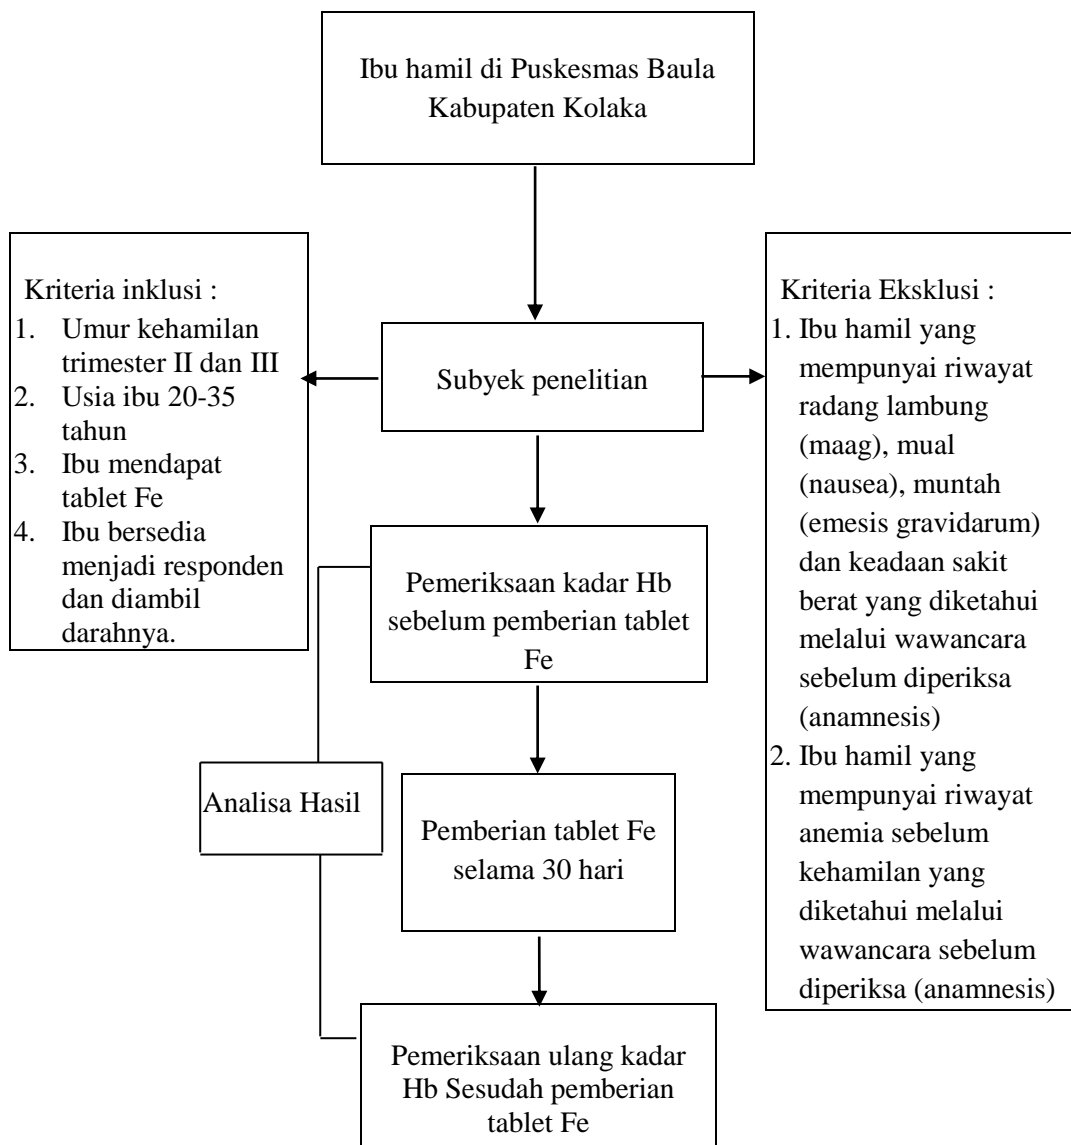 Ibu hamil di Puskesmas Baula
Kabupaten Kolaka
Kriteria inklusi :
1. Umur kehamilan
trimester II dan III
2. Usia ibu 20-35
tahun
3. Ibu mendapat
tablet Fe
4. Ibu bersedia
menjadi responden
dan diambil
darahnya.
Subyek penelitian
Kriteria Eksklusi :
1. Ibu hamil yang
mempunyai riwayat
radang lambung
(maag), mual
(nausea), muntah
(emesis gravidarum)
dan keadaan sakit
berat yang diketahui
melalui wawancara
sebelum diperiksa
(anamnesis)
2. Ibu hamil yang
mempunyai riwayat
anemia sebelum
kehamilan yang
diketahui melalui
wawancara sebelum
diperiksa (anamnesis)
Pemeriksaan kadar Hb
sebelum pemberian tablet
Fe
Analisa Hasil
Pemberian tablet Fe
selama 30 hari
Pemeriksaan ulang kadar
Hb Sesudah pemberian
tablet Fe